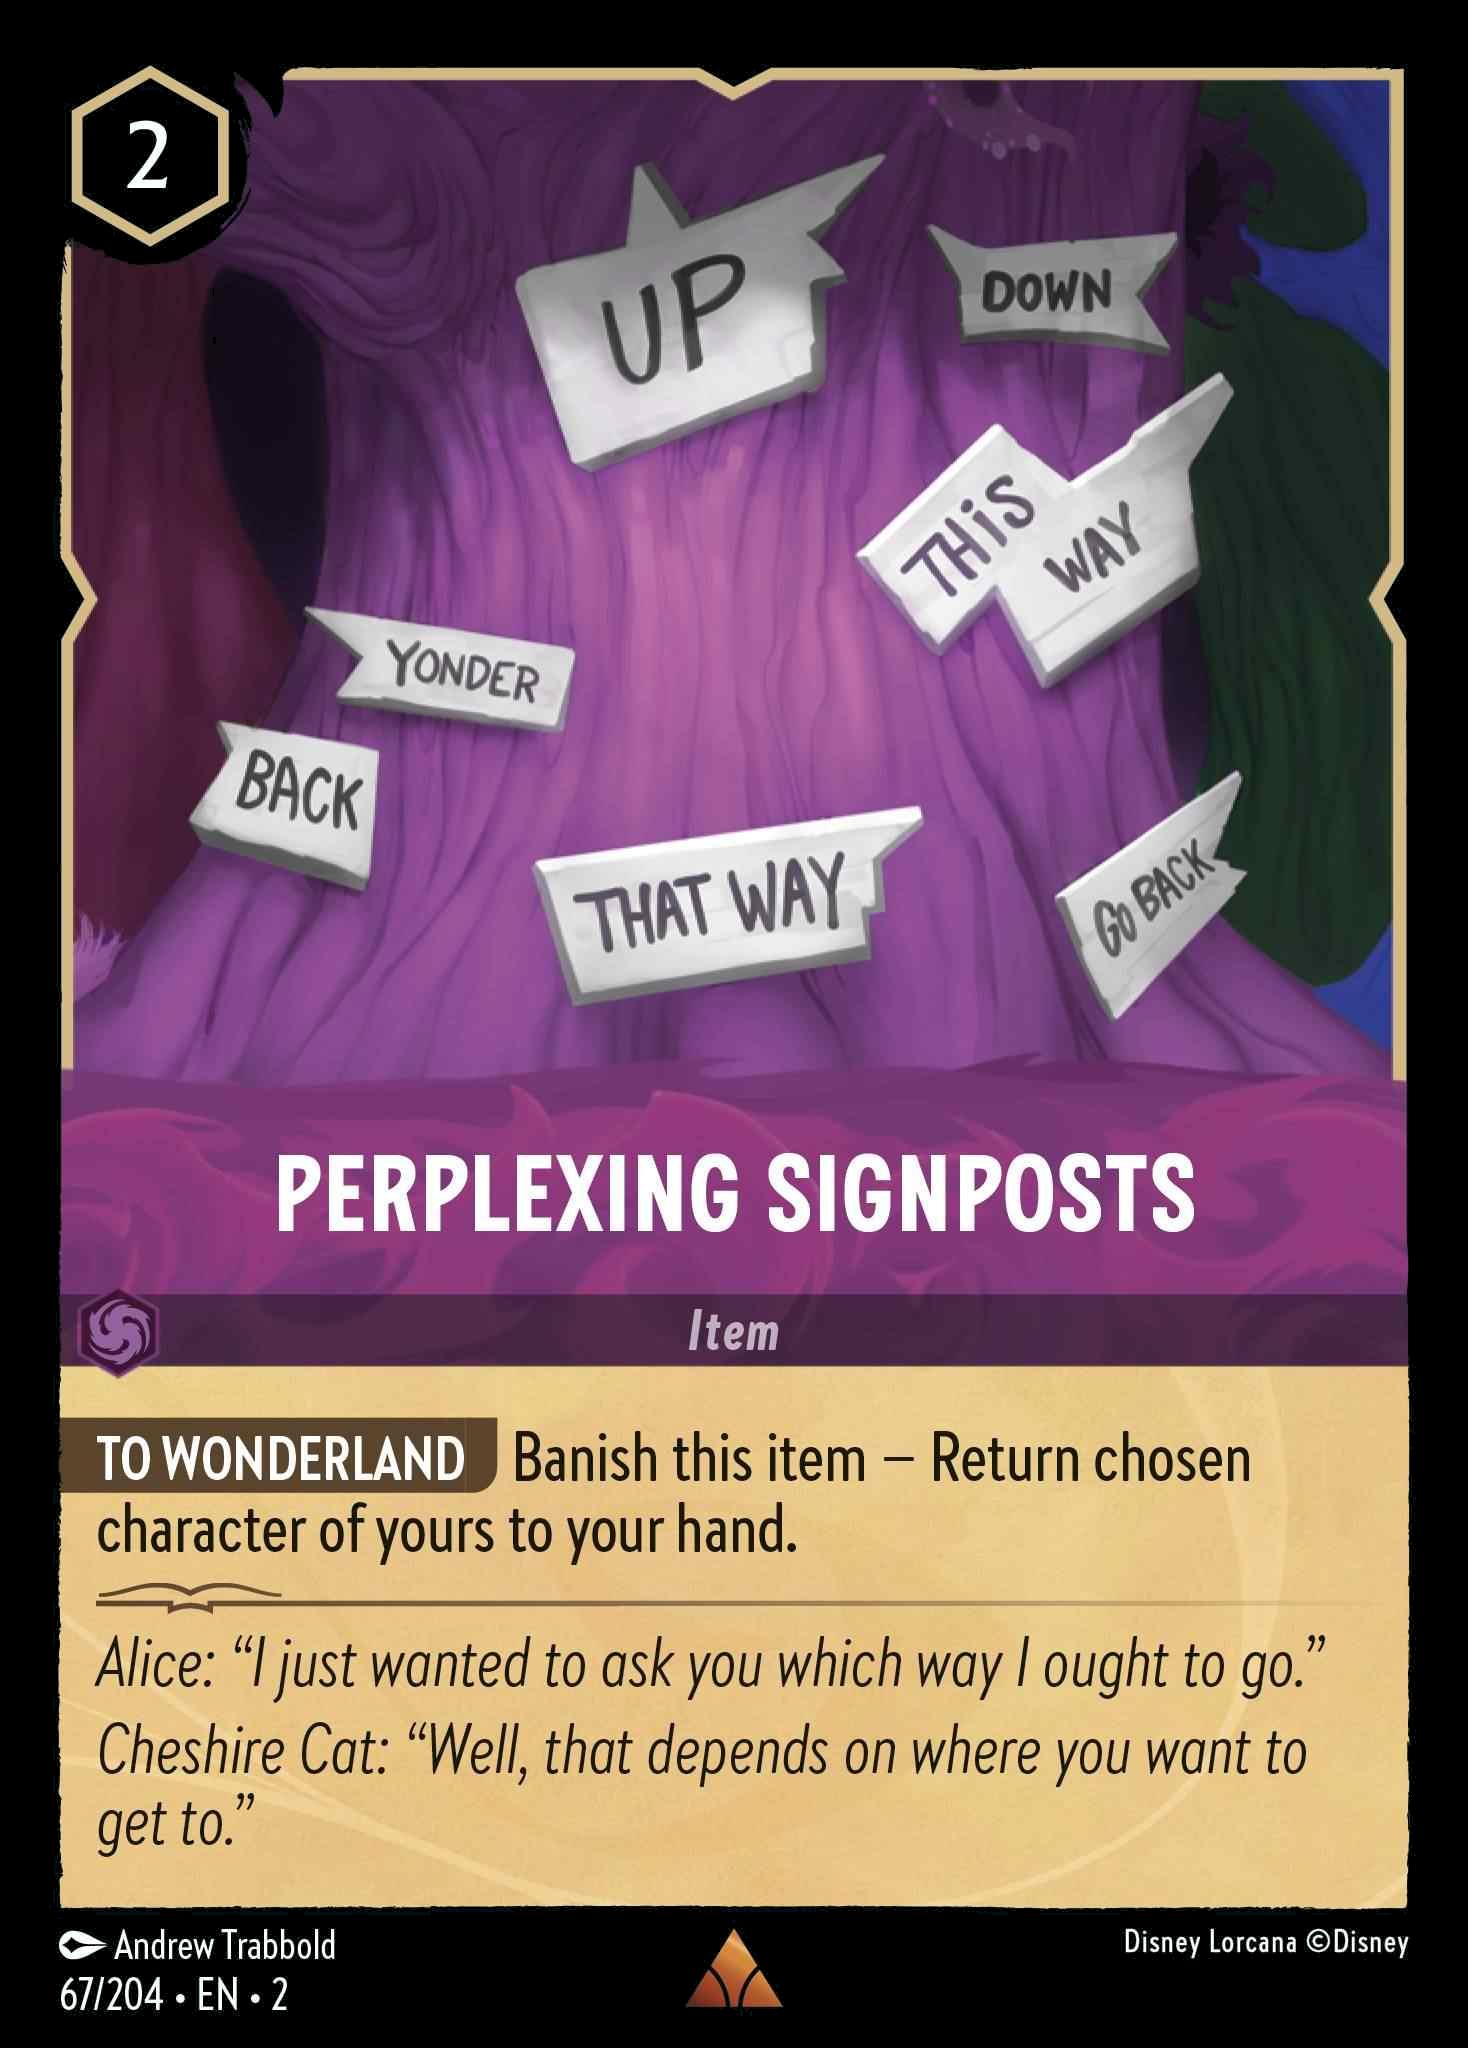 2
UP
DOWN
THiS
WAY
YONDER
BACK
THAT WAY
GO BACK
PERPLEXING SIGNPOSTS
Item
TO WONDERLAND Banish this item – Return chosen
character of yours to your hand.
Alice: “I just wanted to ask you which way I ought to go.”
Cheshire Cat: “Well, that depends on where you want to
get to.”
Andrew Trabbold
Disney Lorcana ©Disney
67/204 • EN • 2